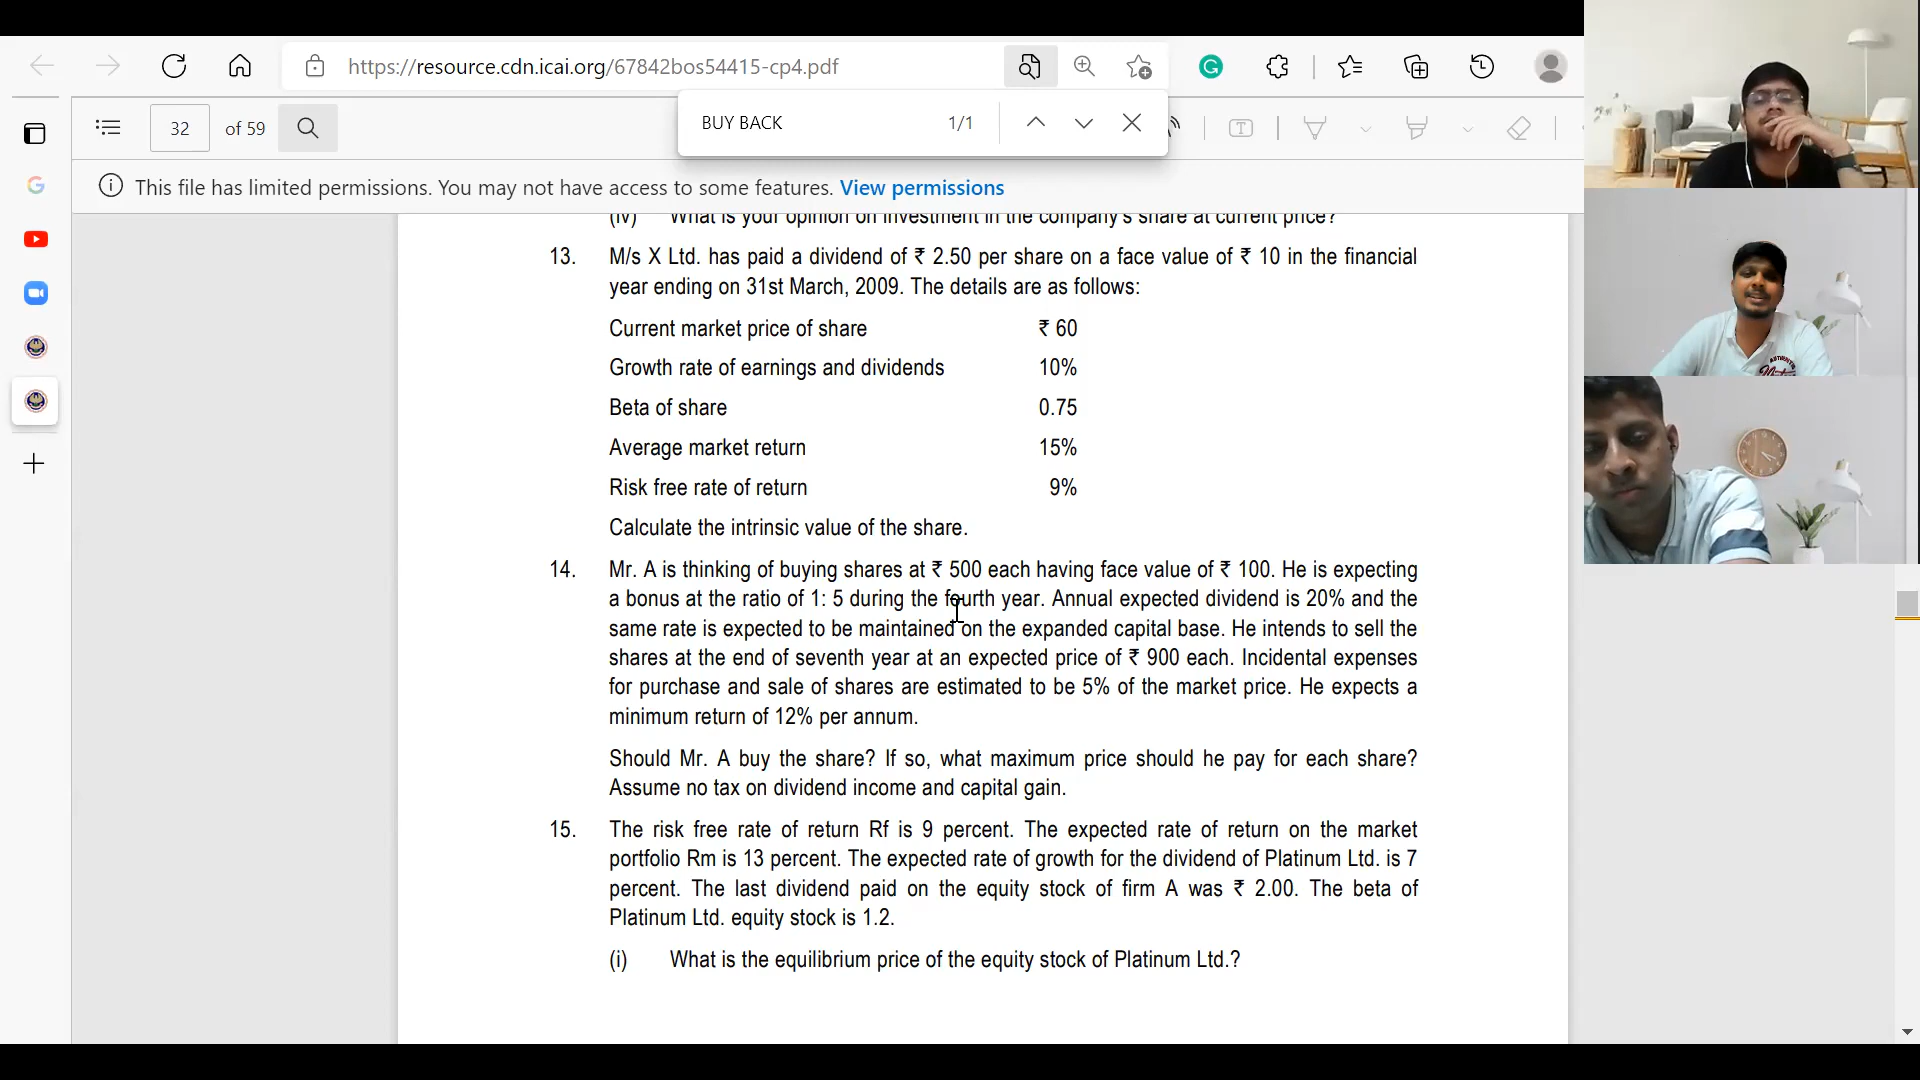 https://resource.cdn.icai.org/67842bos54415-cp4.pdf
BUY BACK 1/1
32 of 59
This file has limited permissions. You may not have access to some features. View permissions
(iv) What is your opinion on investment in the company's share at current price?
13. M/s X Ltd. has paid a dividend of ₹ 2.50 per share on a face value of ₹ 10 in the financial
year ending on 31st March, 2009. The details are as follows:
Current market price of share ₹ 60
Growth rate of earnings and dividends 10%
Beta of share 0.75
Average market return 15%
Risk free rate of return 9%
Calculate the intrinsic value of the share.
14. Mr. A is thinking of buying shares at ₹ 500 each having face value of ₹ 100. He is expecting
a bonus at the ratio of 1: 5 during the fourth year. Annual expected dividend is 20% and the
same rate is expected to be maintained on the expanded capital base. He intends to sell the
shares at the end of seventh year at an expected price of ₹ 900 each. Incidental expenses
for purchase and sale of shares are estimated to be 5% of the market price. He expects a
minimum return of 12% per annum.
Should Mr. A buy the share? If so, what maximum price should he pay for each share?
Assume no tax on dividend income and capital gain.
15. The risk free rate of return Rf is 9 percent. The expected rate of return on the market
portfolio Rm is 13 percent. The expected rate of growth for the dividend of Platinum Ltd. is 7
percent. The last dividend paid on the equity stock of firm A was ₹ 2.00. The beta of
Platinum Ltd. equity stock is 1.2.
(i) What is the equilibrium price of the equity stock of Platinum Ltd.?